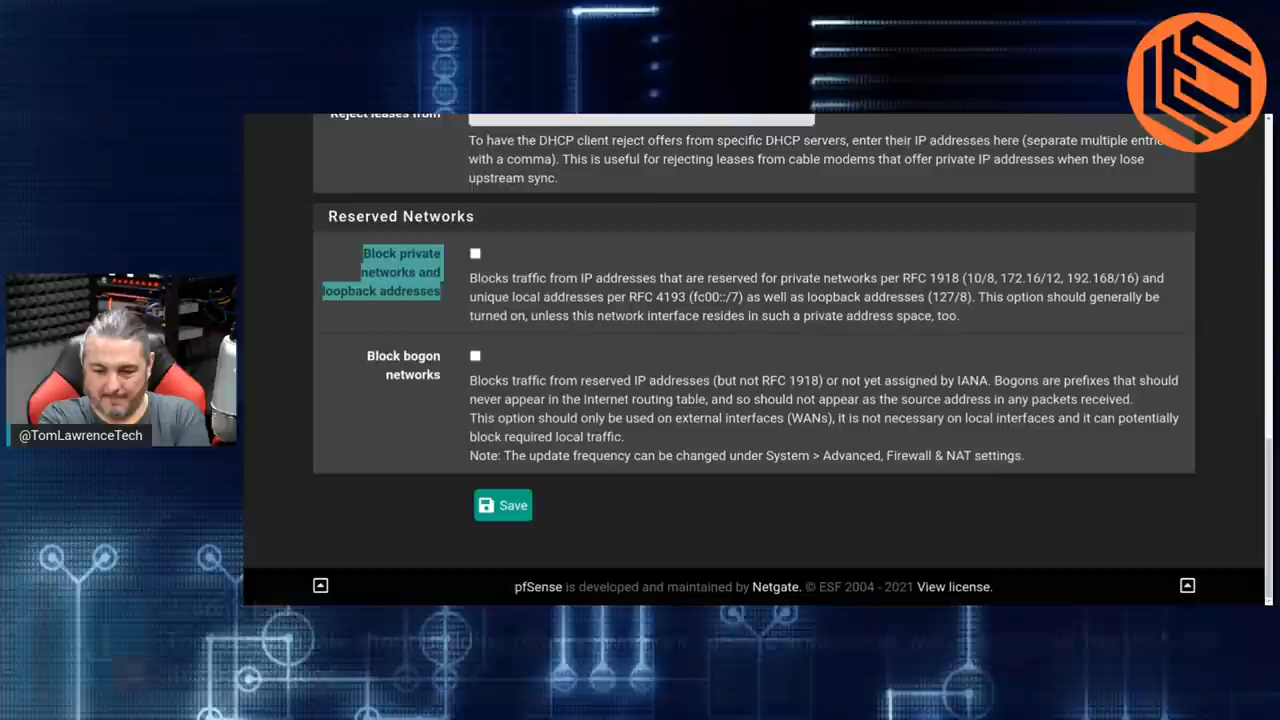 Reject leases from
To have the DHCP client reject offers from specific DHCP servers, enter their IP addresses here (separate multiple
with a comma). This is useful for rejecting leases from cable modems that offer private IP addresses when they lose
upstream sync.
Reserved Networks
Block private
networks and
loopback addresses
Blocks traffic from IP addresses that are reserved for private networks per RFC 1918 (10/8, 172.16/12, 192.168/16) and
unique local addresses per RFC 4193 (fc00::/7) as well as loopback addresses (127/8). This option should generally be
turned on, unless this network interface resides in such a private address space, too.
Block bogon
networks
Blocks traffic from reserved IP addresses (but not RFC 1918) or not yet assigned by IANA. Bogons are prefixes that should
never appear in the Internet routing table, and so should not appear as the source address in any packets received.
This option should only be used on external interfaces (WANs), it is not necessary on local interfaces and it can potentially
block required local traffic.
Note: The update frequency can be changed under System > Advanced, Firewall & NAT settings.
Save
pfSense is developed and maintained by Netgate. © ESF 2004 - 2021 View license.
@TomLawrenceTech